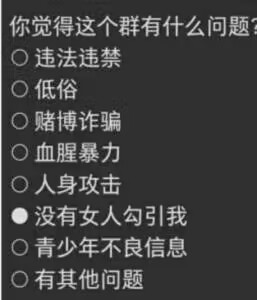 你觉得这个群有什么问题?
违法违禁
低俗
赌博诈骗
血腥暴力
人身攻击
没有女人勾引我
青少年不良信息
有其他问题